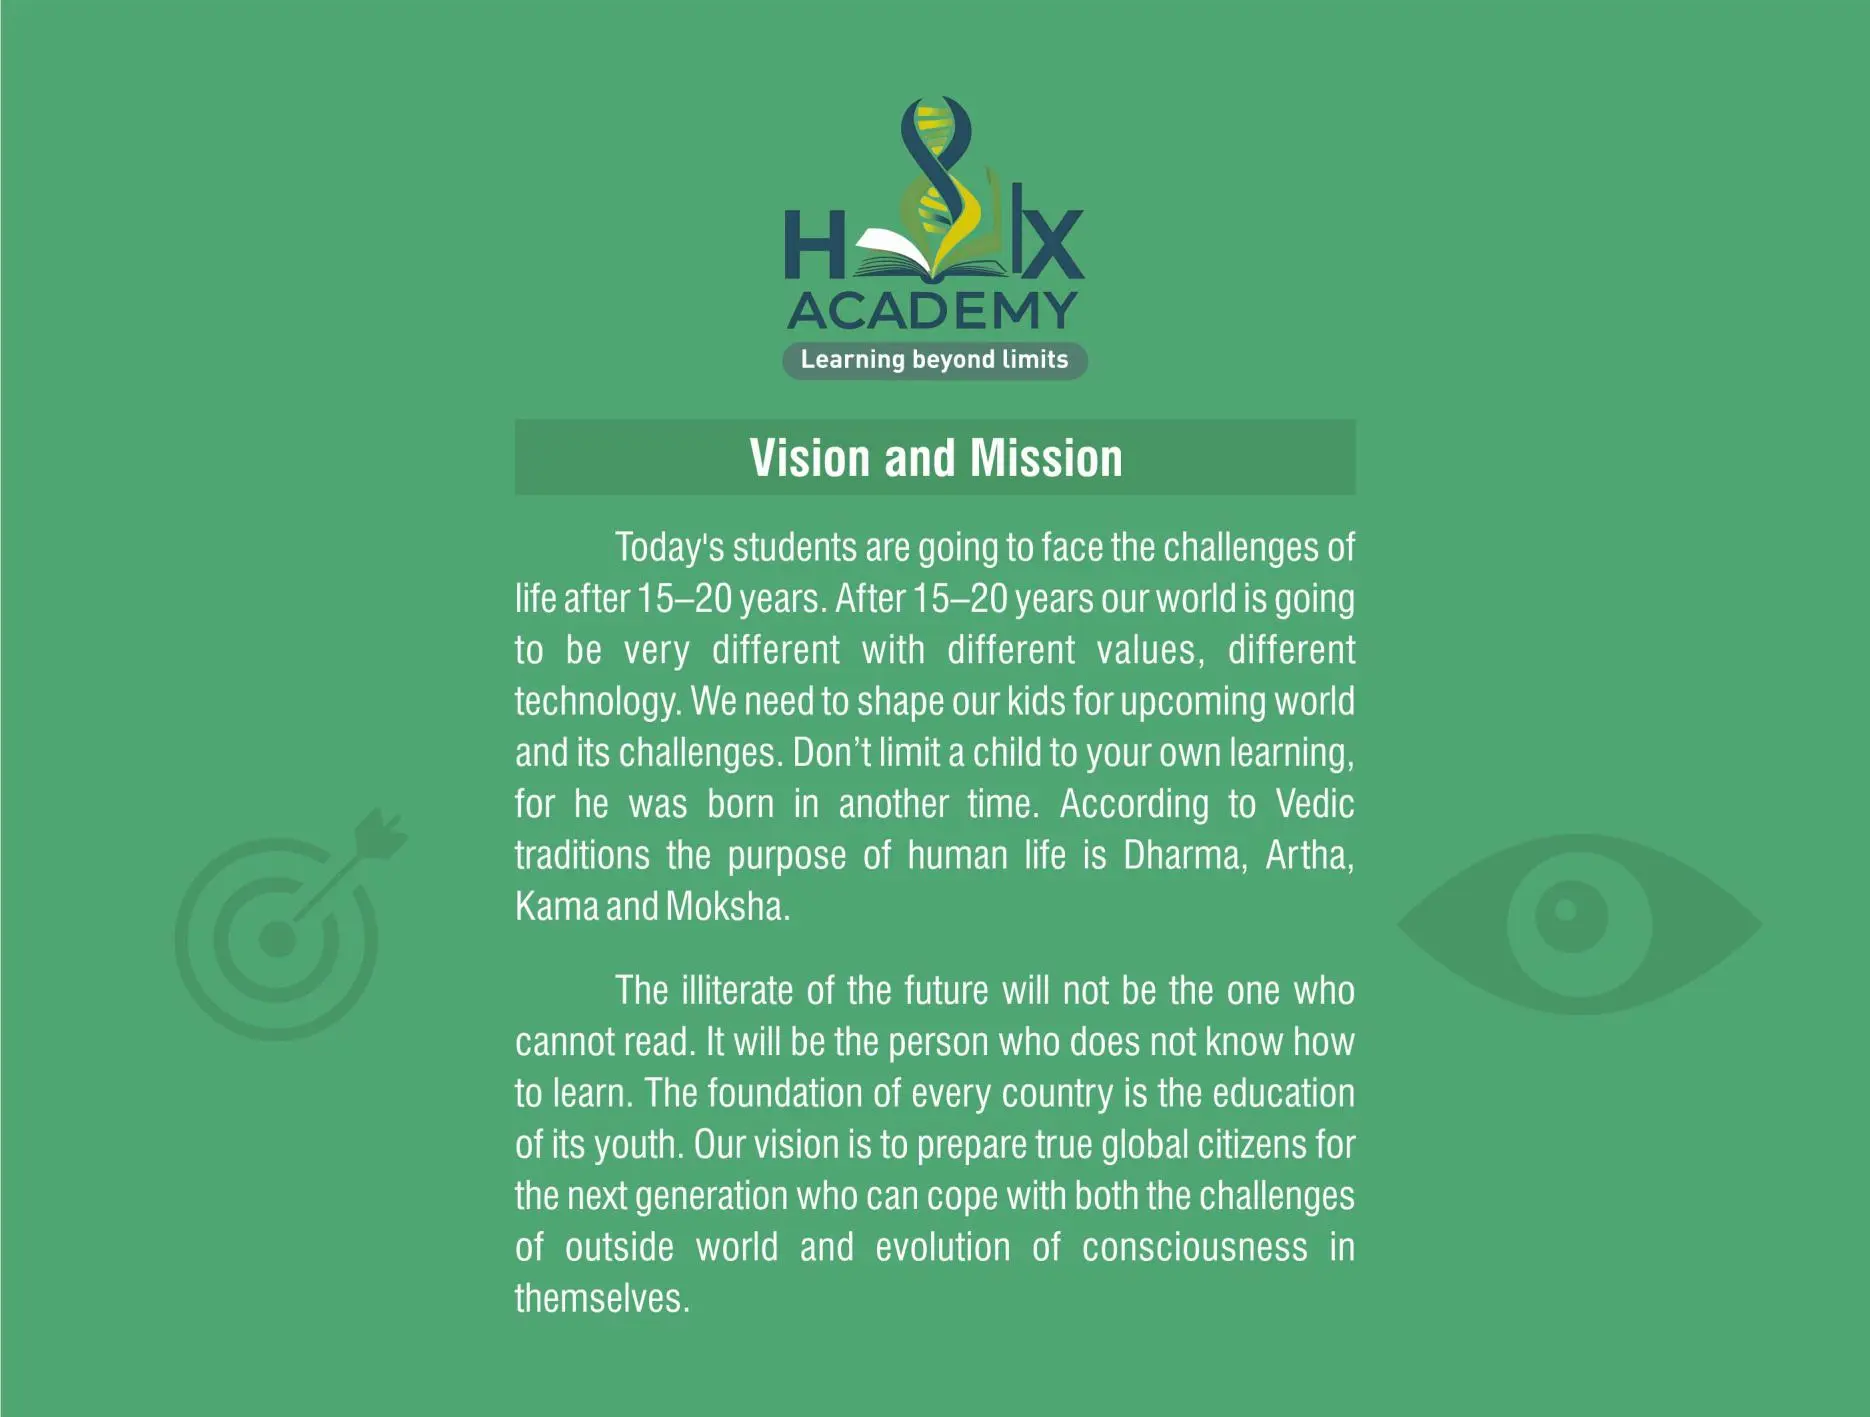 HELIX
ACADEMY
Learning beyond limits
Vision and Mission
Today's students are going to face the challenges of
life after 15–20 years. After 15–20 years our world is going
to be very different with different values, different
technology. We need to shape our kids for upcoming world
and its challenges. Don’t limit a child to your own learning,
for he was born in another time. According to Vedic
traditions the purpose of human life is Dharma, Artha,
Kama and Moksha.
The illiterate of the future will not be the one who
cannot read. It will be the person who does not know how
to learn. The foundation of every country is the education
of its youth. Our vision is to prepare true global citizens for
the next generation who can cope with both the challenges
of outside world and evolution of consciousness in
themselves.